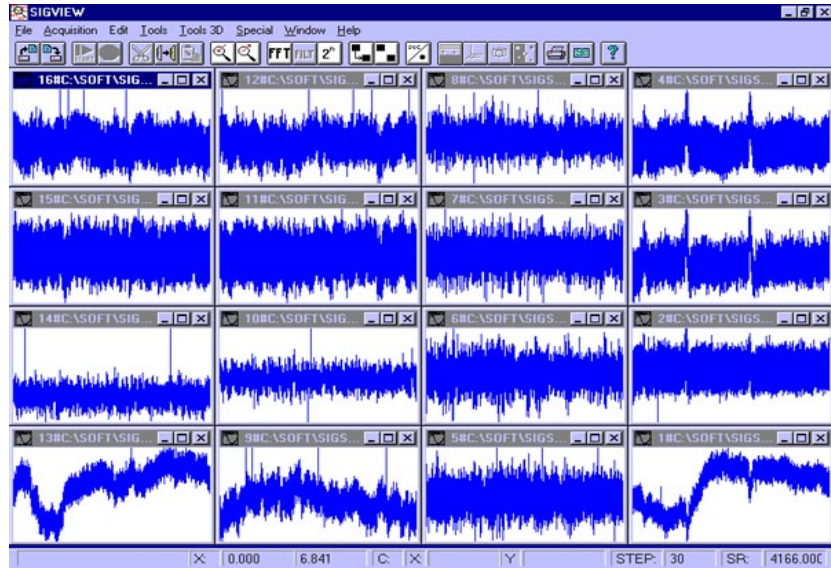 SIGVIEW
File Acquisition Edit Tools Tools 3D Special Window Help
FFT FILT 2ⁿ
16#C:\SOFT\SIG... 12#C:\SOFT\SIG... 8#C:\SOFT\SIGS... 4#C:\SOFT\SIGS...
15#C:\SOFT\SIG... 11#C:\SOFT\SIG... 7#C:\SOFT\SIGS... 3#C:\SOFT\SIGS...
14#C:\SOFT\SIG... 10#C:\SOFT\SIG... 6#C:\SOFT\SIGS... 2#C:\SOFT\SIGS...
13#C:\SOFT\SIG... 9#C:\SOFT\SIGS... 5#C:\SOFT\SIGS... 1#C:\SOFT\SIGS...
X: 0.000 6.841 C: X: Y STEP: 30 SR: 4166.000